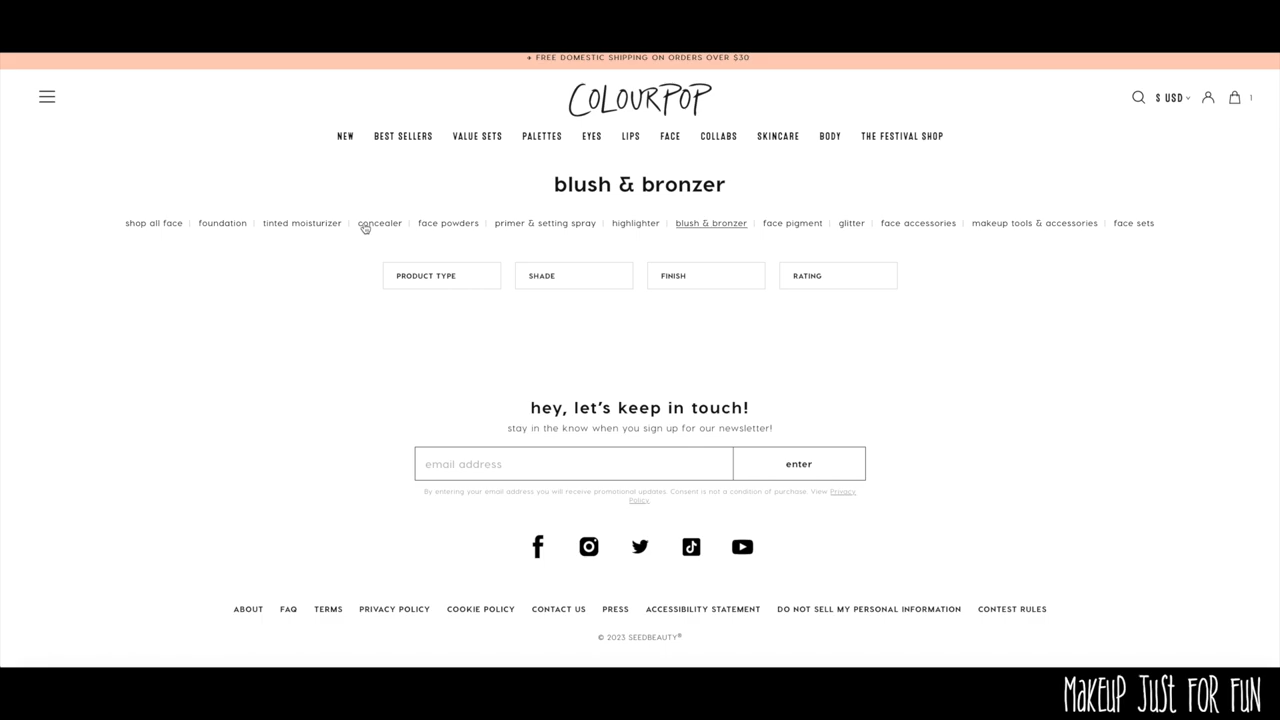 → FREE DOMESTIC SHIPPING ON ORDERS OVER $30
COLOURPOP
$ USD
1
NEW BEST SELLERS VALUE SETS PALETTES EYES LIPS FACE COLLABS SKINCARE BODY THE FESTIVAL SHOP
blush & bronzer
shop all face | foundation | tinted moisturizer | concealer | face powders | primer & setting spray | highlighter | blush & bronzer | face pigment | glitter | face accessories | makeup tools & accessories | face sets
PRODUCT TYPE SHADE FINISH RATING
hey, let's keep in touch!
stay in the know when you sign up for our newsletter!
email address enter
By entering your email address you will receive promotional updates. Consent is not a condition of purchase. View Privacy
Policy
ABOUT FAQ TERMS PRIVACY POLICY COOKIE POLICY CONTACT US PRESS ACCESSIBILITY STATEMENT DO NOT SELL MY PERSONAL INFORMATION CONTEST RULES
© 2023 SEEDBEAUTY®
MAKEUP JUST FOR FUN